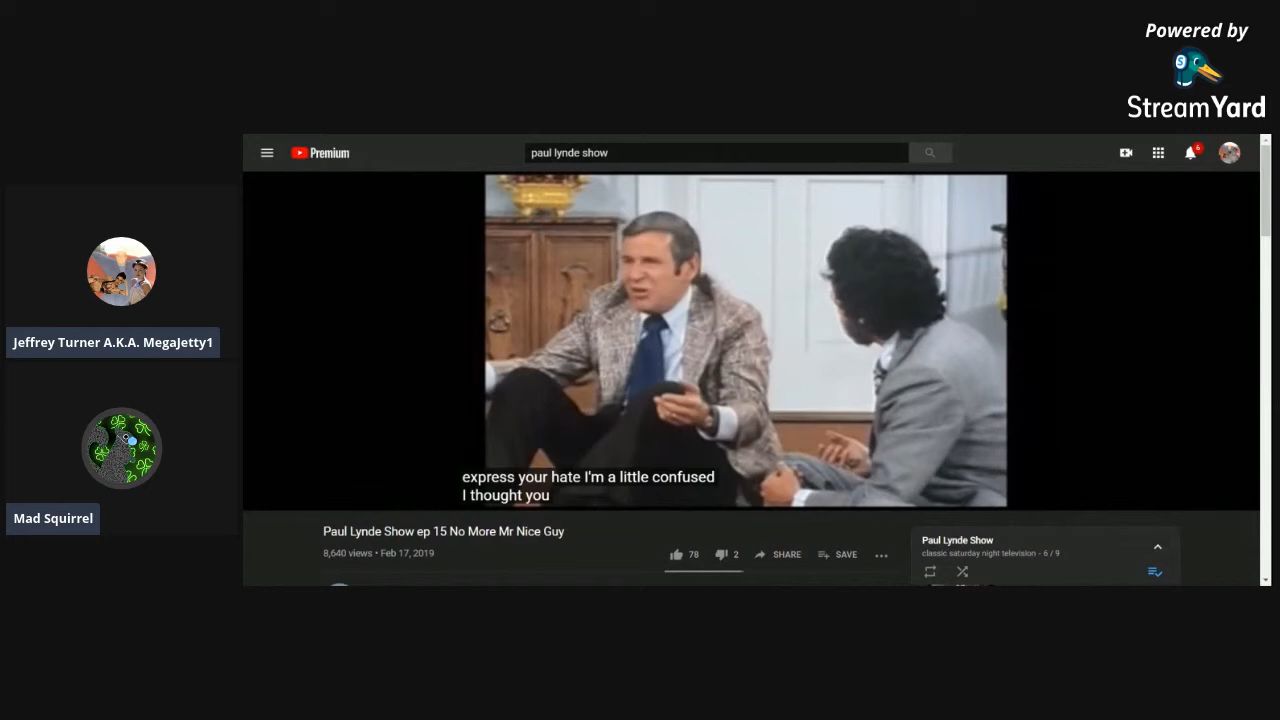 Powered by
StreamYard
Premium
paul lynde show
6
Jeffrey Turner A.K.A. MegaJetty1
Mad Squirrel
express your hate I'm a little confused
I thought you
Paul Lynde Show ep 15 No More Mr Nice Guy
8,640 views • Feb 17, 2019
78
2
SHARE
SAVE
Paul Lynde Show
classic saturday night television - 6 / 9